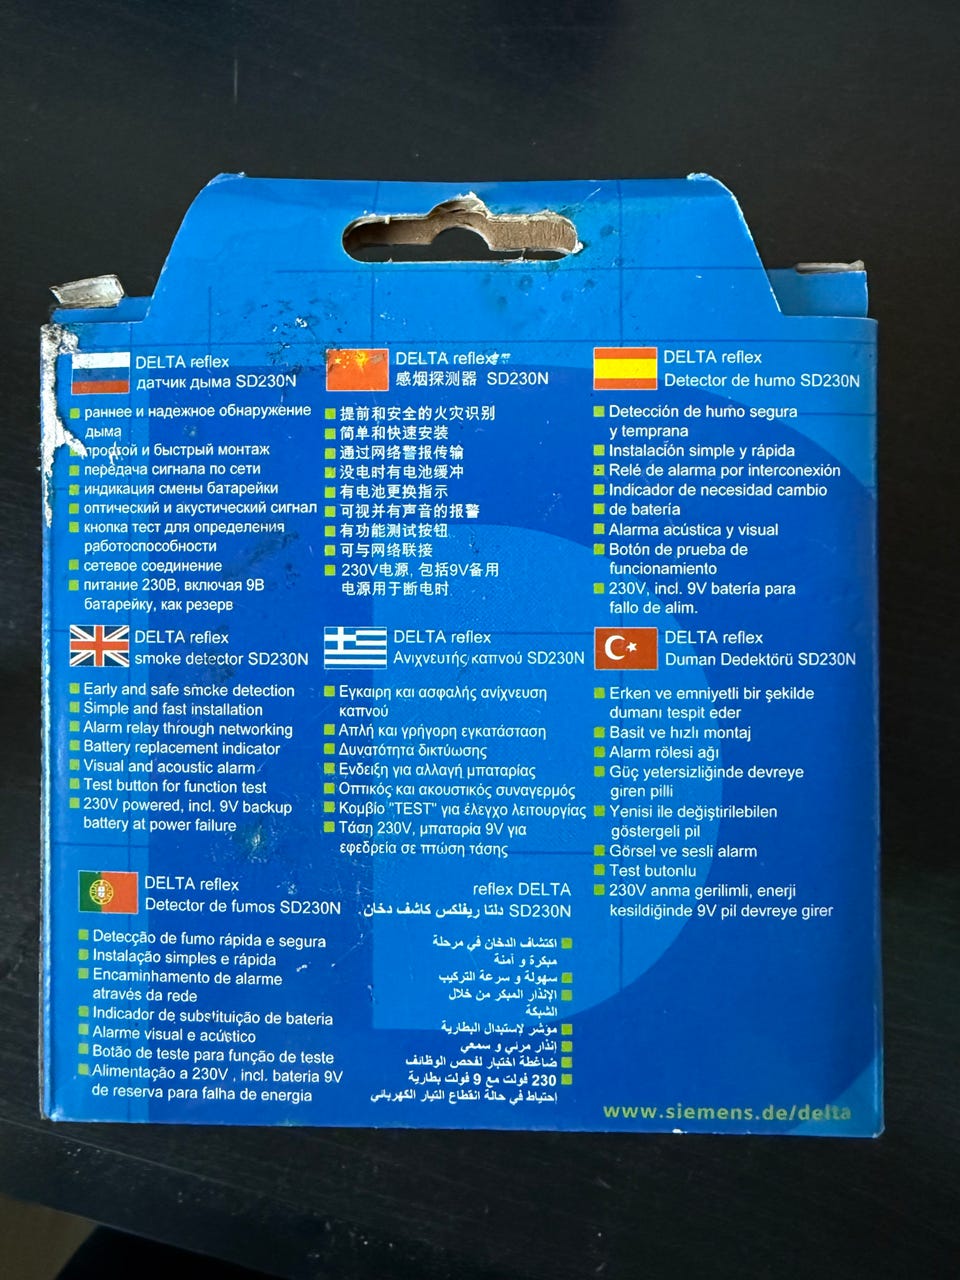 DELTA reflex
датчик дыма SD230N
раннее и надежное обнаружение
дыма
простой и быстрый монтаж
передача сигнала по сети
индикация смены батарейки
оптический и акустический сигнал
кнопка тест для определения
работоспособности
сетевое соединение
питание 230В, включая 9В
батарейку, как резерв
DELTA reflex
感烟探测器 SD230N
提前和安全的火灾识别
简单和快速安装
通过网络警报传输
没电时有电池缓冲
有电池更换指示
可视并有声音的报警
有功能测试按钮
可与网络联接
230V电源, 包括9V备用
电源用于断电时
DELTA reflex
Detector de humo SD230N
Detección de humo segura
y temprana
Instalación simple y rápida
Relé de alarma por interconexión
Indicador de necesidad cambio
de batería
Alarma acústica y visual
Botón de prueba de
funcionamiento
230V, incl. 9V batería para
fallo de alim.
DELTA reflex
smoke detector SD230N
Early and safe smoke detection
Simple and fast installation
Alarm relay through networking
Battery replacement indicator
Visual and acoustic alarm
Test button for function test
230V powered, incl. 9V backup
battery at power failure
DELTA reflex
Ανιχνευτής καπνού SD230N
Εγκαιρη και ασφαλής ανίχνευση
καπνού
Απλή και γρήγορη εγκατάσταση
Δυνατότητα δικτύωσης
Ενδειξη για αλλαγή μπαταρίας
Οπτικός και ακουστικός συναγερμός
Κομβίο "TEST" για έλεγχο λειτουργίας
Τάση 230V, μπαταρία 9V για
εφεδρεία σε πτώση τάσης
DELTA reflex
Duman Dedektörü SD230N
Erken ve emniyetli bir şekilde
dumanı tespit eder
Basit ve hızlı montaj
Alarm rölesi ağı
Güç yetersizliğinde devreye
giren pilli
Yenisi ile değiştirilebilen
göstergeli pil
Görsel ve sesli alarm
Test butonlu
230V anma gerilimli, enerji
kesildiğinde 9V pil devreye girer
DELTA reflex
Detector de fumos SD230N
Detecção de fumo rápida e segura
Instalação simples e rápida
Encaminhamento de alarme
através da rede
Indicador de substituição de bateria
Alarme visual e acústico
Botão de teste para função de teste
Alimentação a 230V , incl. bateria 9V
de reserva para falha de energia
reflex DELTA
SD230N دلتا ريفلكس كاشف دخان.
اكتشاف الدخان في مرحلة
مبكرة و آمنة
سهولة و سرعة التركيب
الإنذار المبكر من خلال
الشبكة
مؤشر لإستبدال البطارية
إنذار مرئي و سمعي
ضاغطة اختبار لفحص الوظائف
230 فولت مع 9 فولت بطارية
إحتياط في حالة انقطاع التيار الكهربائي
www.siemens.de/delta